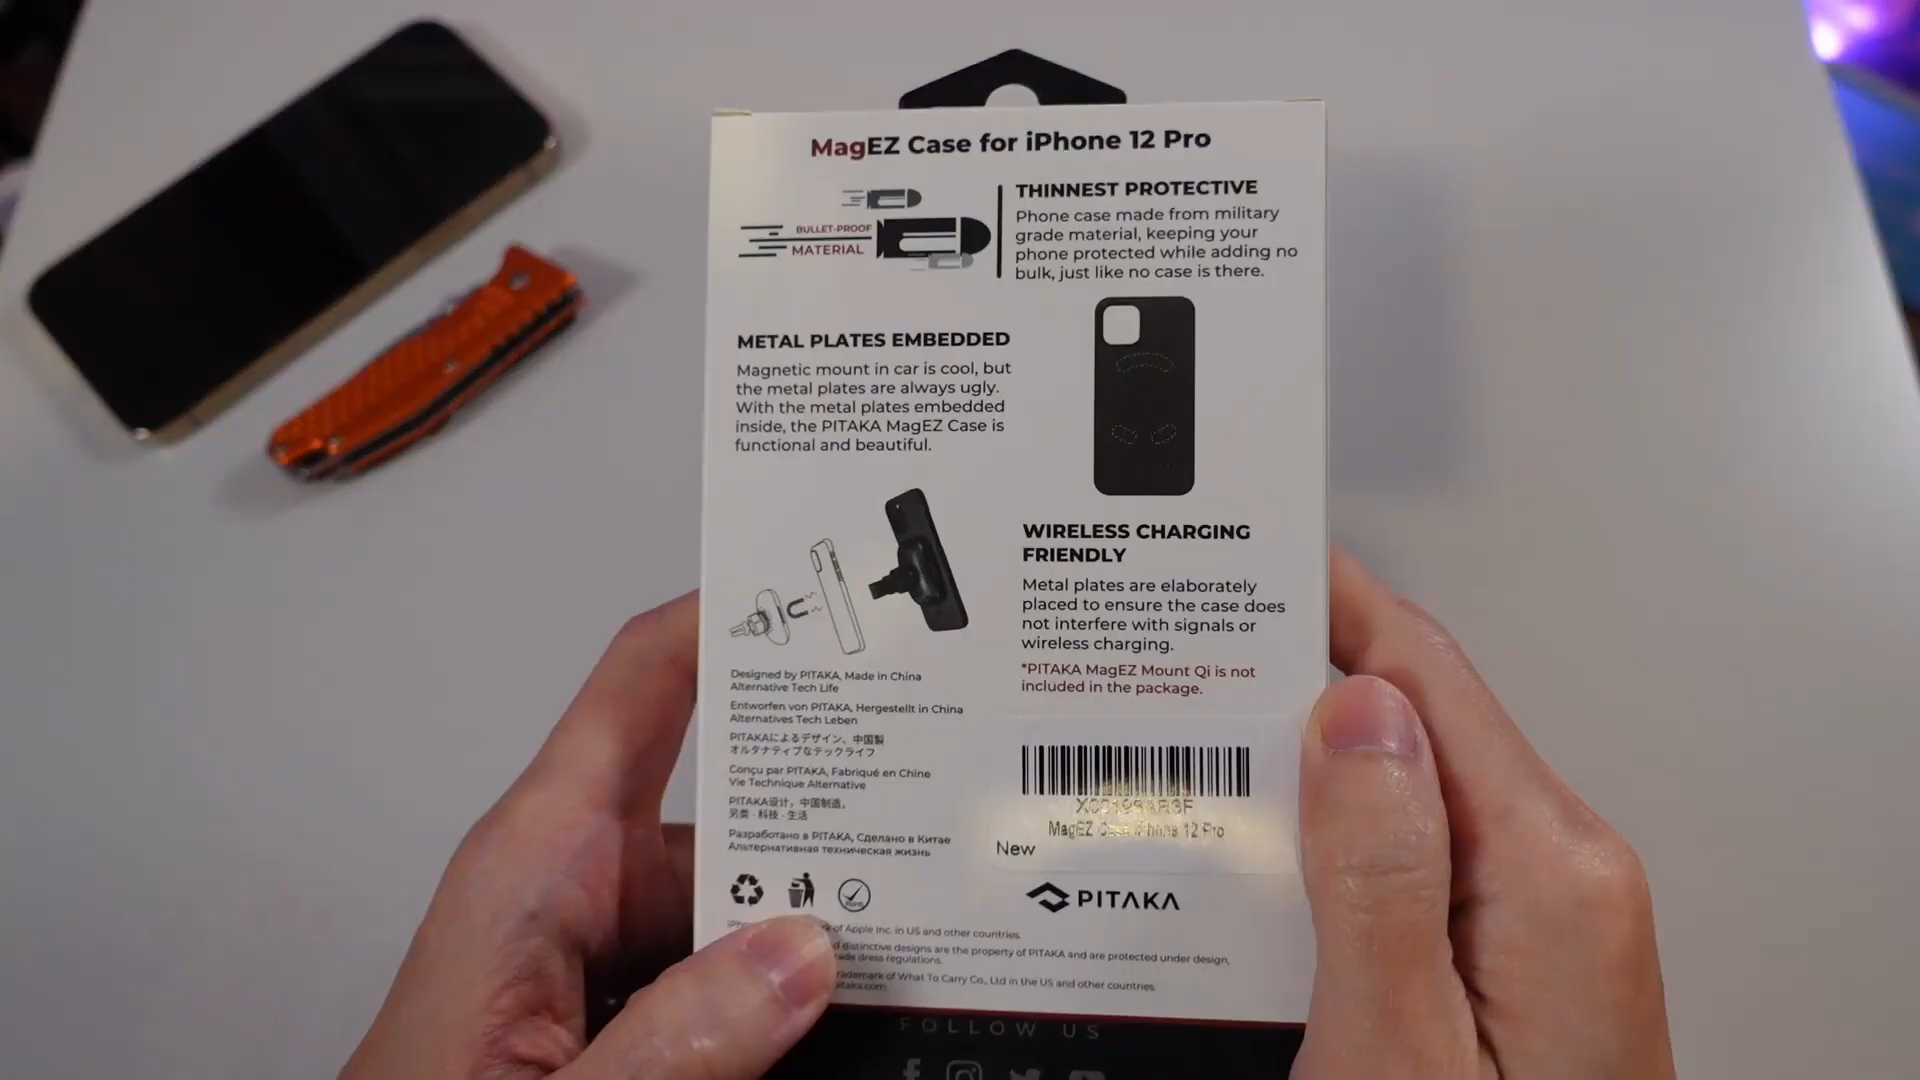 MagEZ Case for iPhone 12 Pro
BULLET-PROOF
MATERIAL
THINNEST PROTECTIVE
Phone case made from military
grade material, keeping your
phone protected while adding no
bulk, just like no case is there.
METAL PLATES EMBEDDED
Magnetic mount in car is cool, but
the metal plates are always ugly.
With the metal plates embedded
inside, the PITAKA MagEZ Case is
functional and beautiful.
WIRELESS CHARGING
FRIENDLY
Metal plates are elaborately
placed to ensure the case does
not interfere with signals or
wireless charging.
*PITAKA MagEZ Mount Qi is not
included in the package.
Designed by PITAKA, Made in China
Alternative Tech Life
Entworfen von PITAKA, Hergestellt in China
Alternatives Tech Leben
PITAKAによるデザイン、中国製
オルタナティブなテックライフ
Conçu par PITAKA, Fabriqué en Chine
Vie Technique Alternative
PITAKA设计，中国制造，
另类 · 科技 · 生活
Разработано в PITAKA, Сделано в Китае
Альтернативная техническая жизнь
MagEZ Case iPhone 12 Pro
New
PITAKA
of Apple Inc. in US and other countries.
distinctive designs are the property of PITAKA and are protected under design,
dress regulations.
of What To Carry Co., Ltd in the US and other countries.
FOLLOW US